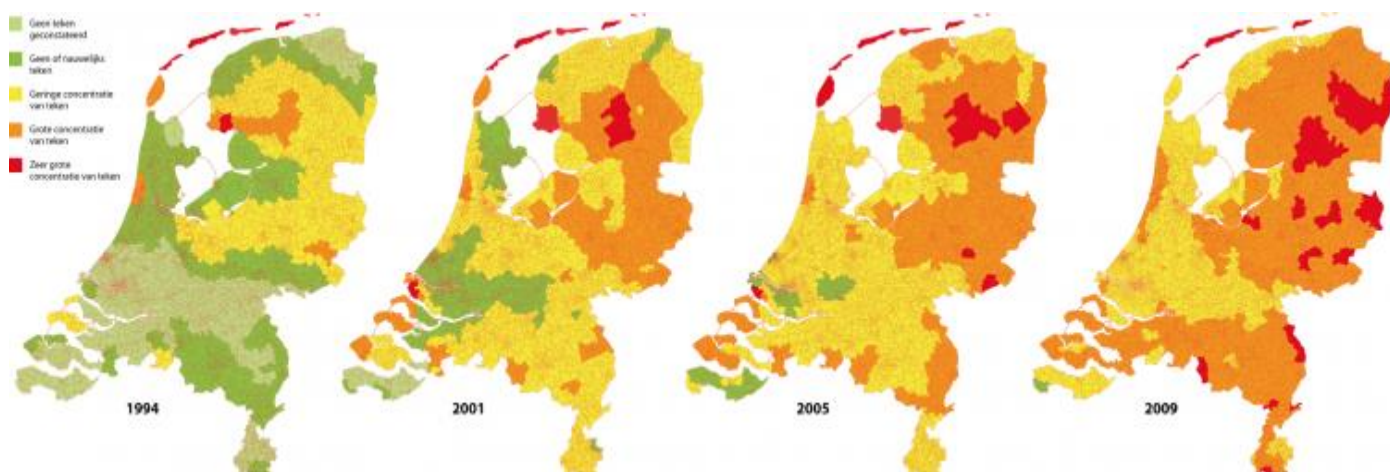 Geen teken
geconstateerd
Geen of nauwelijks
teken
Geringe concentratie
van teken
Grote concentratie
van teken
Zeer grote
concentratie van teken
1994
2001
2005
2009